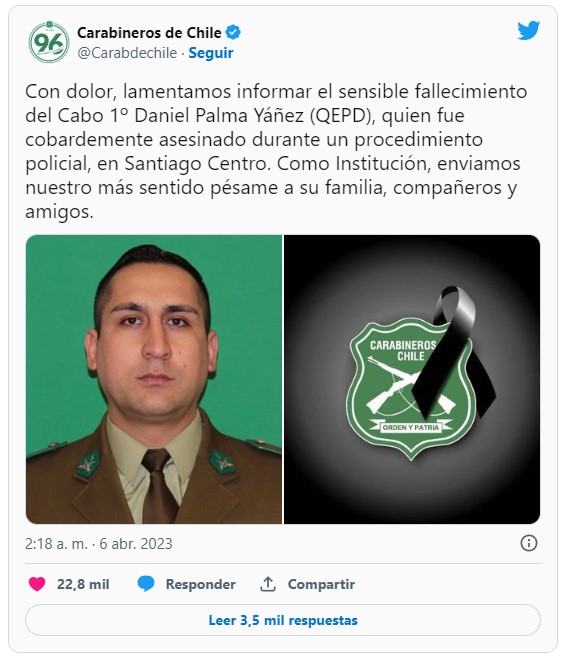 96
Carabineros de Chile
@Carabdechile · Seguir
Con dolor, lamentamos informar el sensible fallecimiento
del Cabo 1º Daniel Palma Yáñez (QEPD), quien fue
cobardemente asesinado durante un procedimiento
policial, en Santiago Centro. Como Institución, enviamos
nuestro más sentido pésame a su familia, compañeros y
amigos.
CARABINEROS
CHILE
ORDEN Y PATRIA
2:18 a. m. · 6 abr. 2023
22,8 mil Responder Compartir
Leer 3,5 mil respuestas